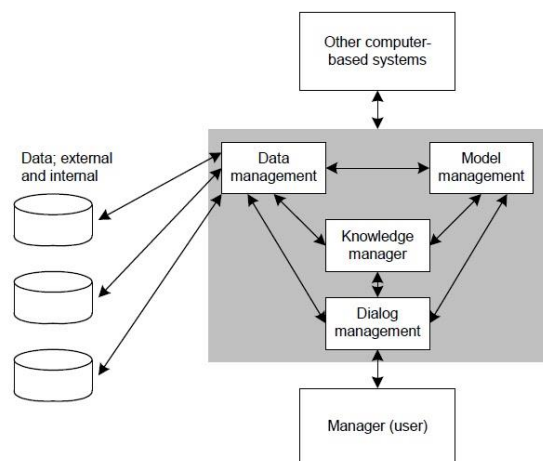 Other computer-
based systems
Data; external
and internal
Data
management
Model
management
Knowledge
manager
Dialog
management
Manager (user)